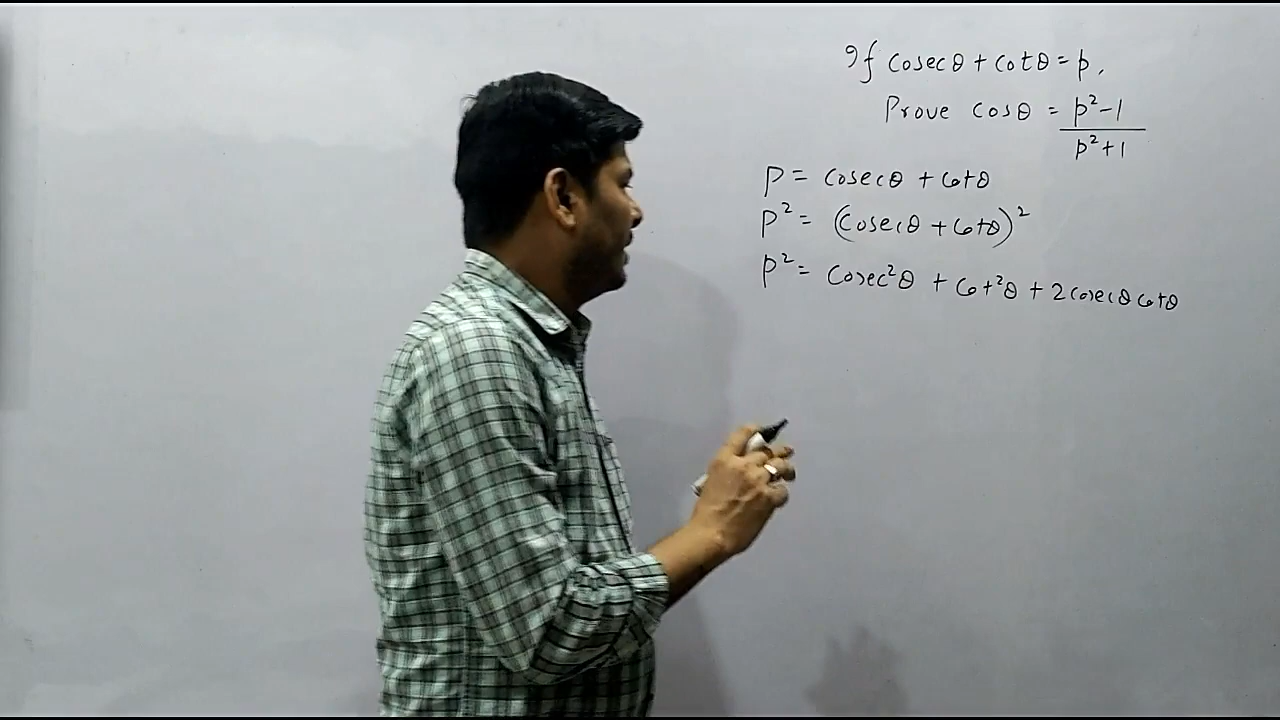 If cosecθ + cotθ = p,
Prove cosθ = p²-1 / p²+1
P = cosecθ + cotθ
P² = (cosecθ + cotθ)²
P² = cosec²θ + cot²θ + 2cosecθ cotθ